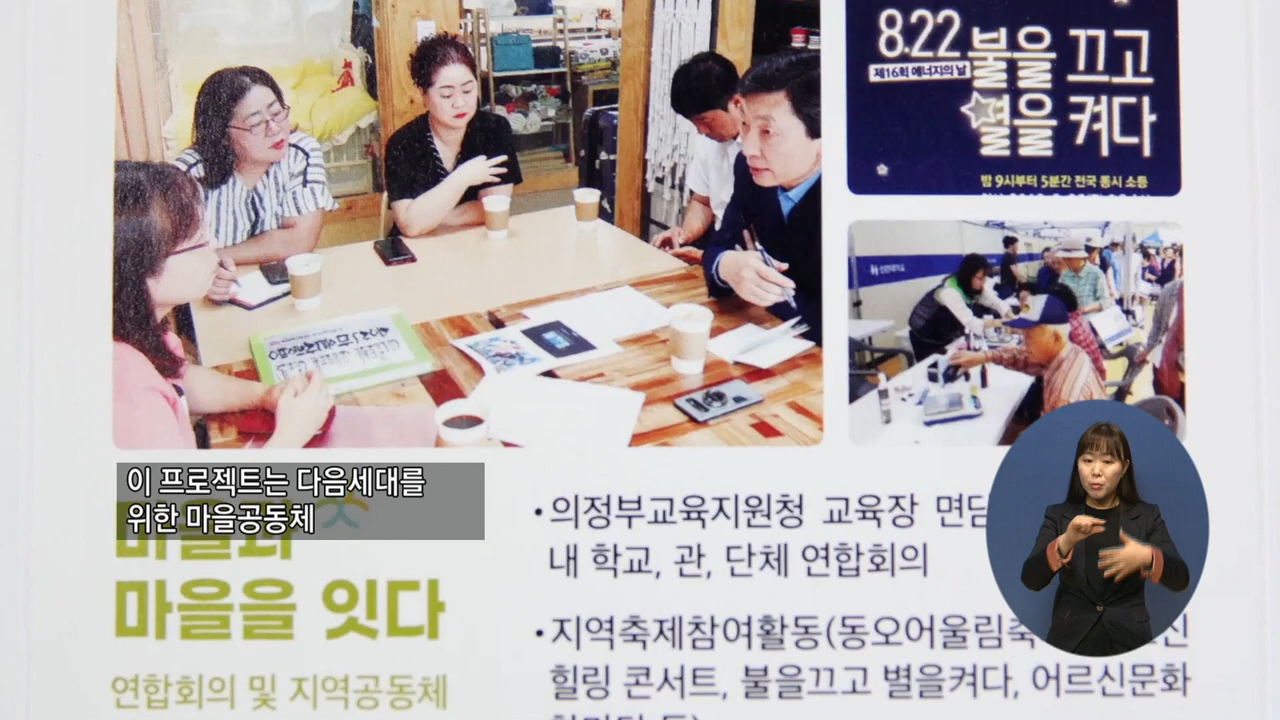 8.22 불을 끄고
제16회 에너지의 날
별을 켜다
밤 9시부터 5분간 전국 동시 소등
이 프로젝트는 다음세대를
위한 마을공동체
마을과
마을을 잇다
연합회의 및 지역공동체
•의정부교육지원청 교육장 면담
내 학교, 관, 단체 연합회의
•지역축제참여활동(동오어울림축
힐링 콘서트, 불을끄고 별을켜다, 어르신문화